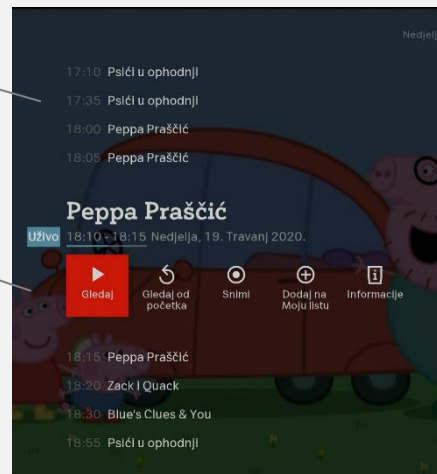 Nedjelj
17:10 Psići u ophodnji
17:35 Psići u ophodnji
18:00 Peppa Praščić
18:05 Peppa Praščić
Peppa Praščić
Uživo 18:10 - 18:15 Nedjelja, 19. Travanj 2020.
Gledaj
Gledaj od
početka
Snimi
Dodaj na
Moju listu
Informacije
18:15 Peppa Praščić
18:20 Zack i Quack
18:30 Blue's Clues & You
18:55 Psići u ophodnji